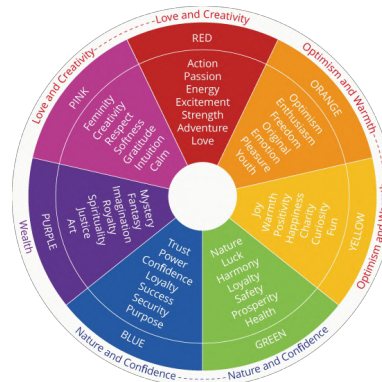 Love and Creativity
RED
Action
Passion
Energy
Excitement
Strength
Adventure
Love
Optimism and Warmth
ORANGE
Optimism
Enthusiasm
Freedom
Original
Emotion
Pleasure
Youth
Optimism and
YELLOW
Joy
Warmth
Positivity
Happiness
Charity
Curiosity
Fun
Nature and Confidence
GREEN
Nature
Luck
Harmony
Loyalty
Safety
Prosperity
Health
Nature and Confidence
BLUE
Trust
Power
Confidence
Loyalty
Success
Security
Purpose
Wealth
PURPLE
Mystery
Fantasy
Imagination
Royalty
Spirituality
Justice
Art
Love and Creativity
PINK
Feminity
Creativity
Respect
Softness
Gratitude
Intuition
Calm